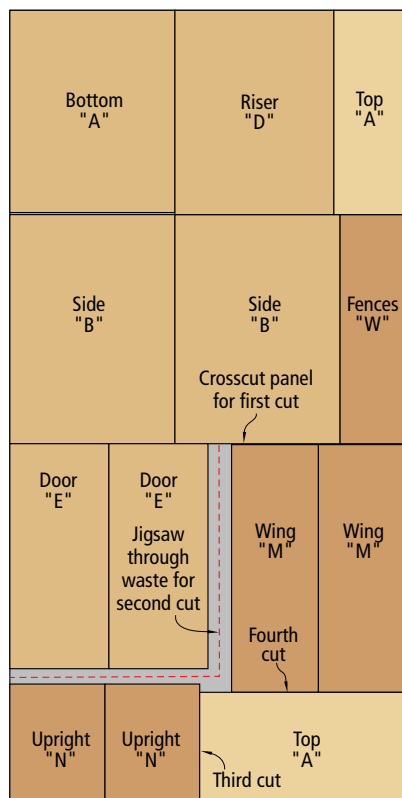 Bottom
"A"
Riser
"D"
Top
"A"
Side
"B"
Side
"B"
Fences
"W"
Crosscut panel
for first cut
Door
"E"
Door
"E"
Jigsaw
through
waste for
second cut
Wing
"M"
Wing
"M"
Fourth
cut
Upright
"N"
Upright
"N"
Third cut
Top
"A"